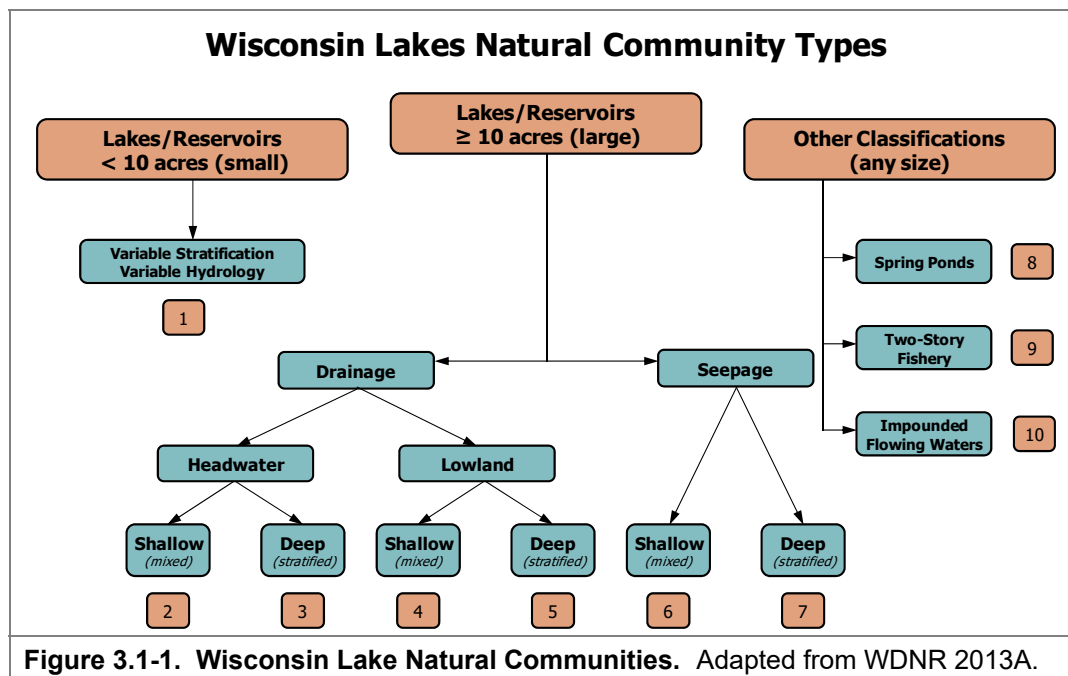 Wisconsin Lakes Natural Community Types
Lakes/Reservoirs
< 10 acres (small)
Lakes/Reservoirs
≥ 10 acres (large)
Other Classifications
(any size)
Variable Stratification
Variable Hydrology
1
Spring Ponds
8
Two-Story
Fishery
9
Impounded
Flowing Waters
10
Drainage
Seepage
Headwater
Lowland
Shallow
(mixed)
Deep
(stratified)
Shallow
(mixed)
Deep
(stratified)
Shallow
(mixed)
Deep
(stratified)
2
3
4
5
6
7
Figure 3.1-1. Wisconsin Lake Natural Communities. Adapted from WDNR 2013A.